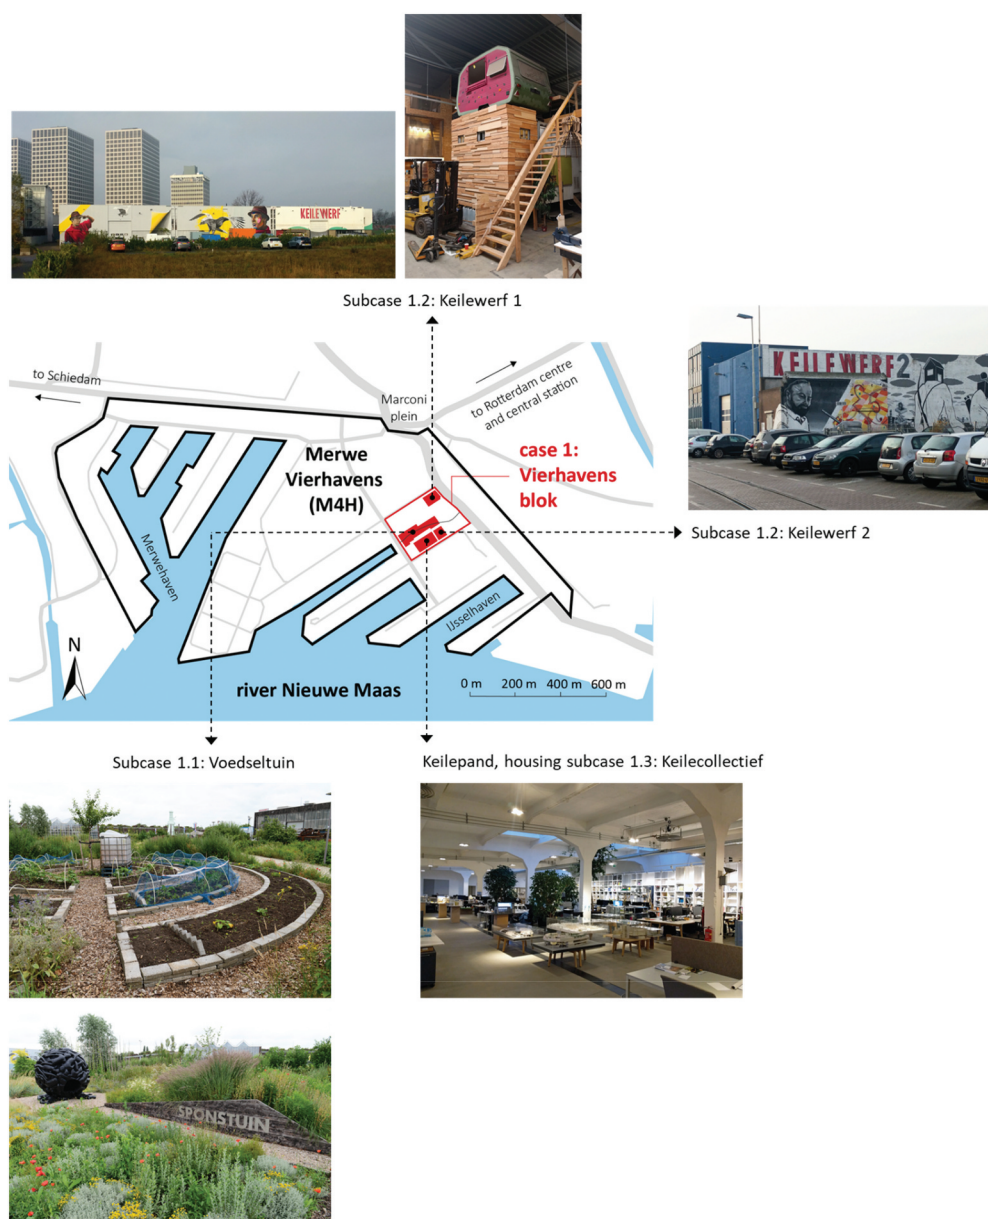 KEILEWERF
Subcase 1.2: Keilewerf 1
KEILEWERF 2
Subcase 1.2: Keilewerf 2
to Schiedam
Marconi
plein
to Rotterdam centre
and central station
Merwe
Vierhavens
(M4H)
case 1:
Vierhavens
blok
Merwehaven
IJsselhaven
N
river Nieuwe Maas
0 m 200 m 400 m 600 m
Subcase 1.1: Voedseltuin
Keilepand, housing subcase 1.3: Keilecollectief
SPONSTUIN